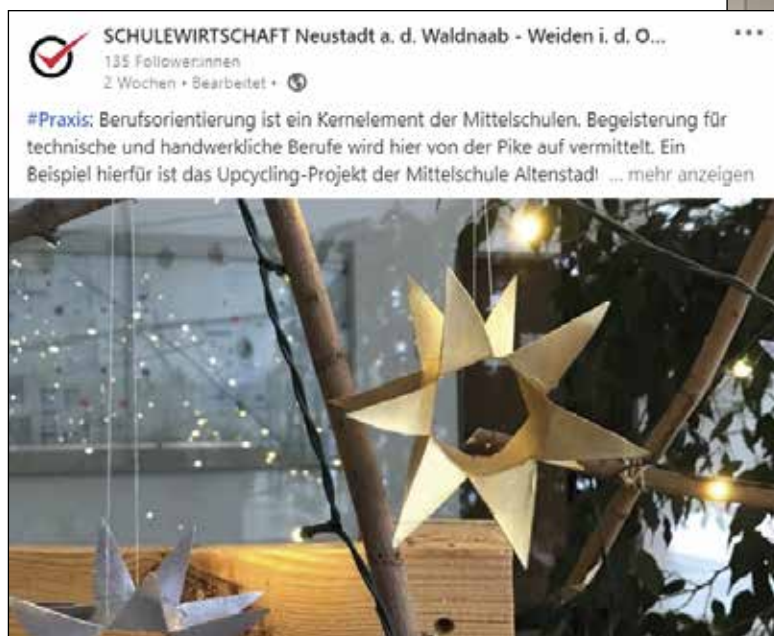 SCHULEWIRTSCHAFT Neustadt a. d. Waldnaab - Weiden i. d. O...
135 Follower:innen
2 Wochen • Bearbeitet •
#Praxis: Berufsorientierung ist ein Kernelement der Mittelschulen. Begeisterung für
technische und handwerkliche Berufe wird hier von der Pike auf vermittelt. Ein
Beispiel hierfür ist das Upcycling-Projekt der Mittelschule Altenstadt ... mehr anzeigen